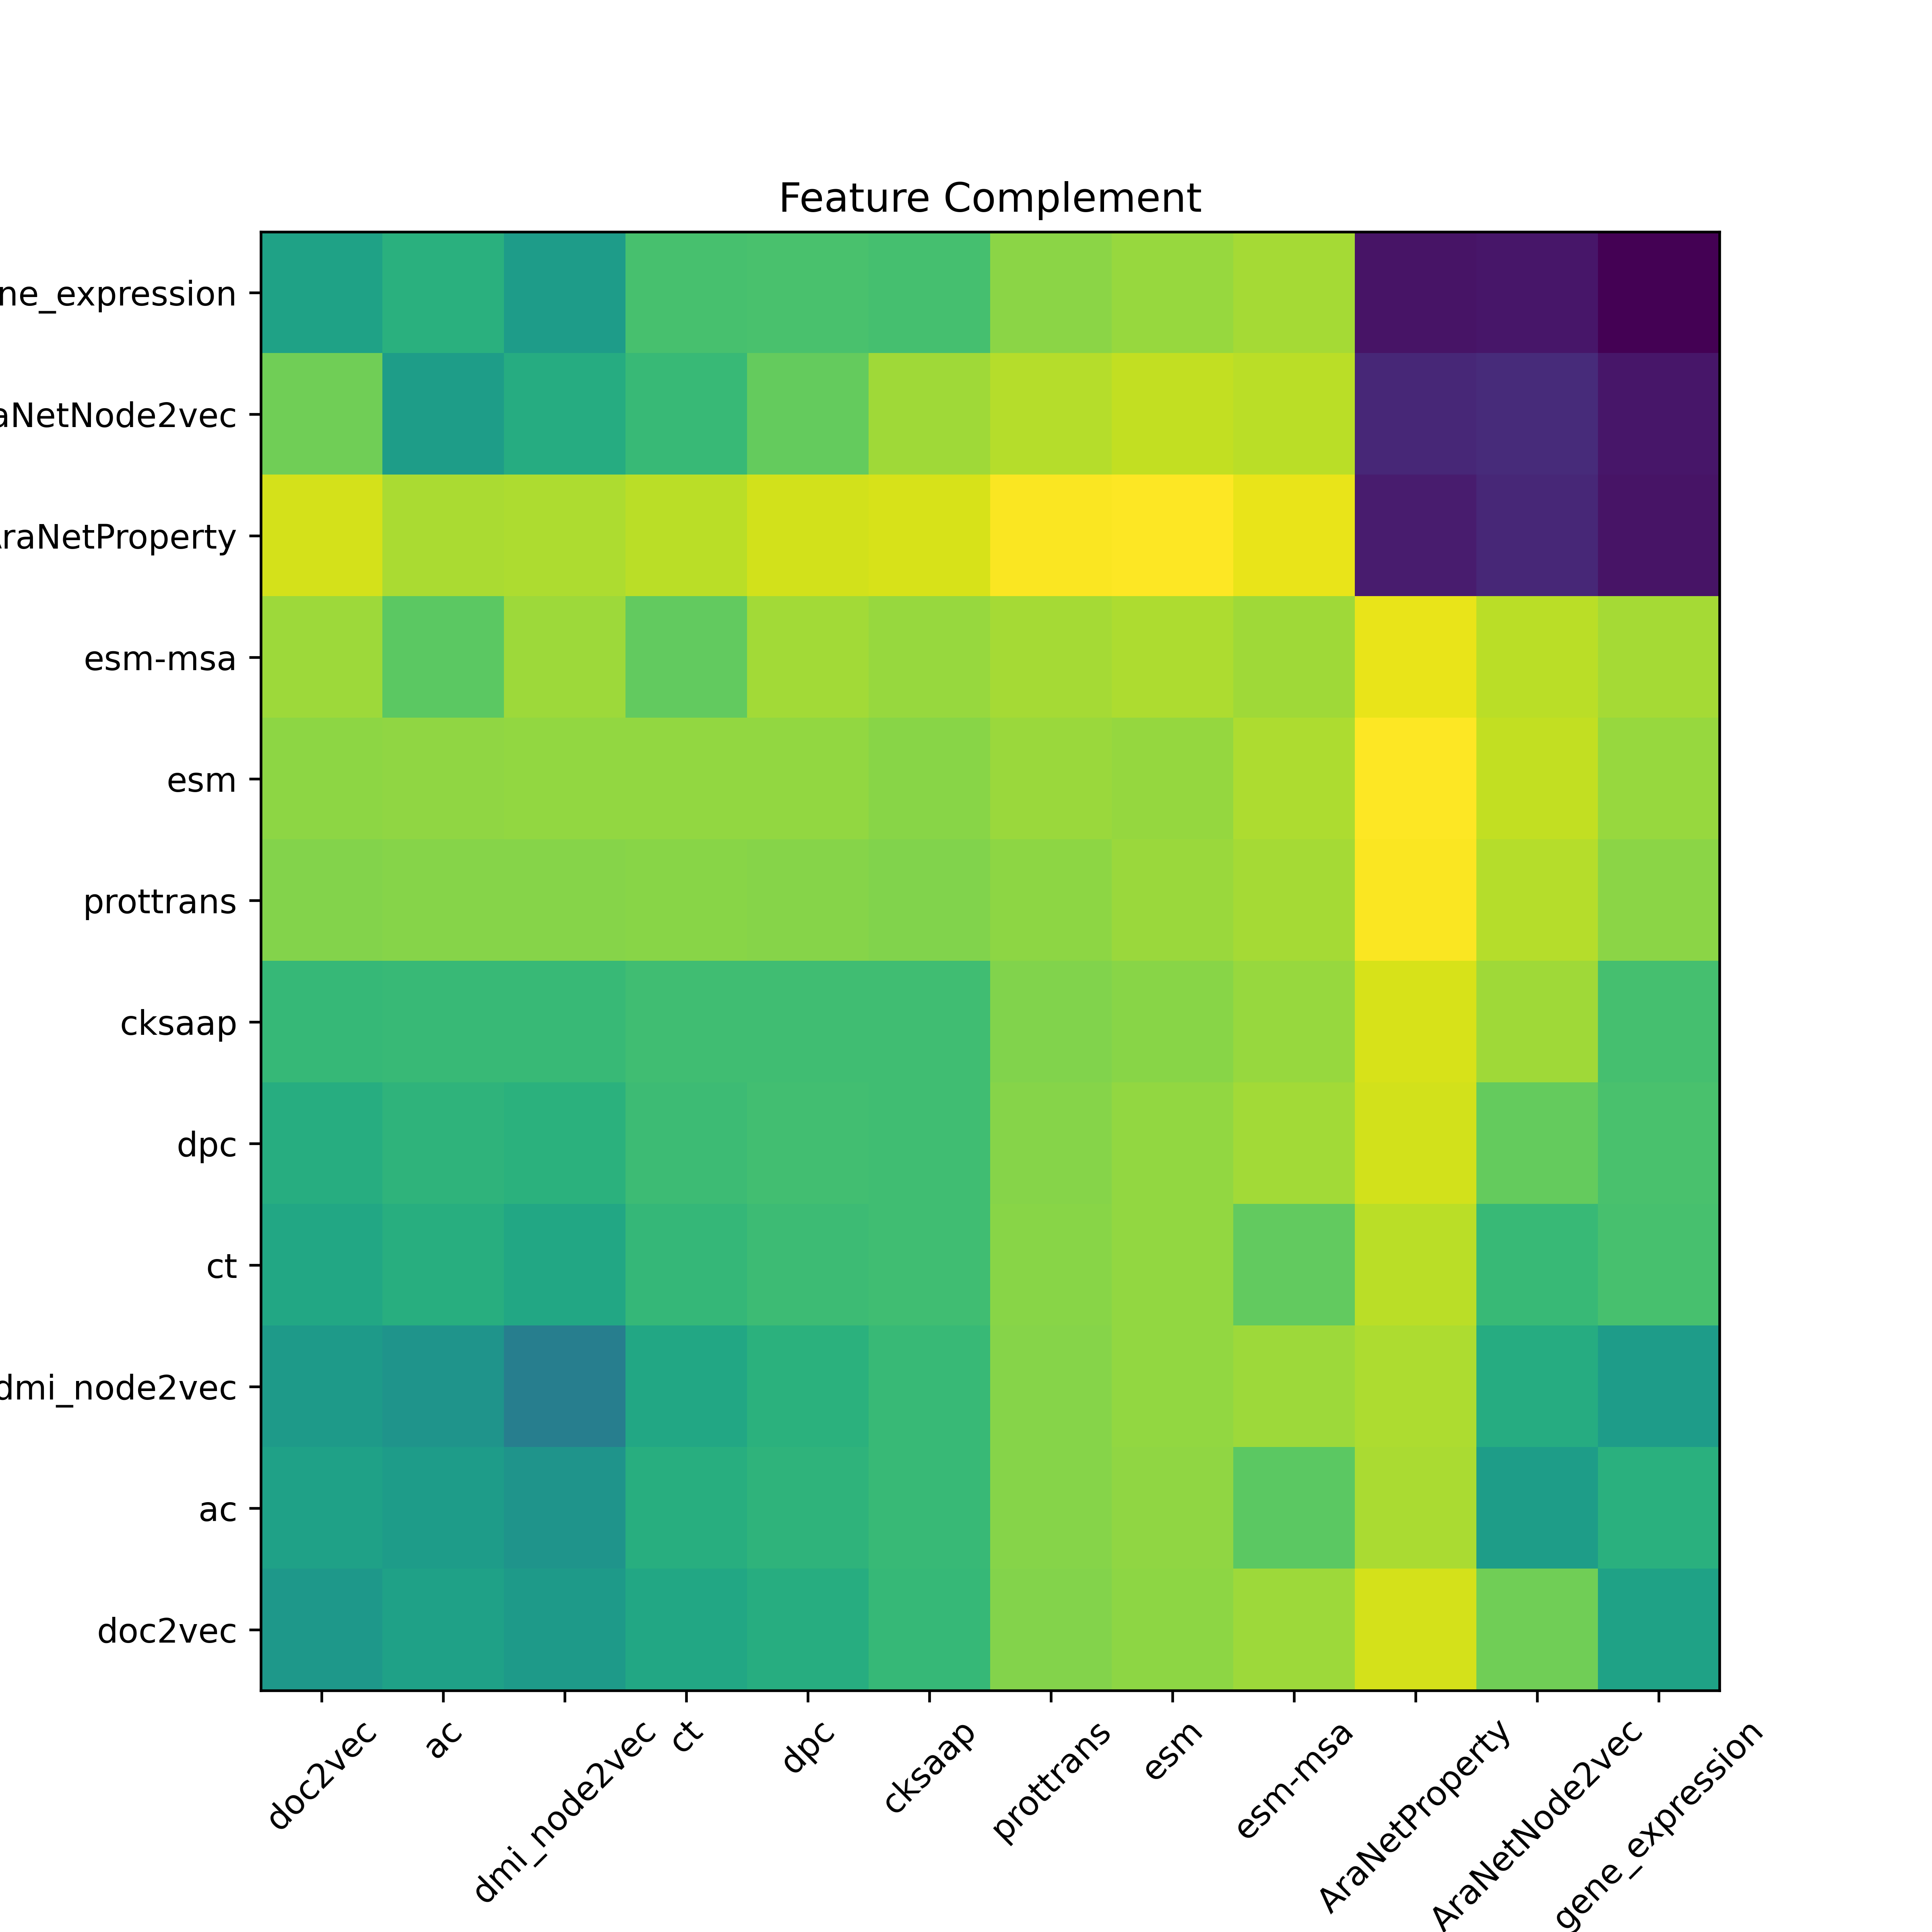 Feature Complement
ne_expression
aNetNode2vec
raNetProperty
esm-msa
esm
prottrans
cksaap
dpc
ct
dmi_node2vec
ac
doc2vec
doc2vec
ac
dmi_node2vec
ct
dpc
cksaap
prottrans
esm
esm-msa
AraNetProperty
AraNetNode2vec
gene_expression